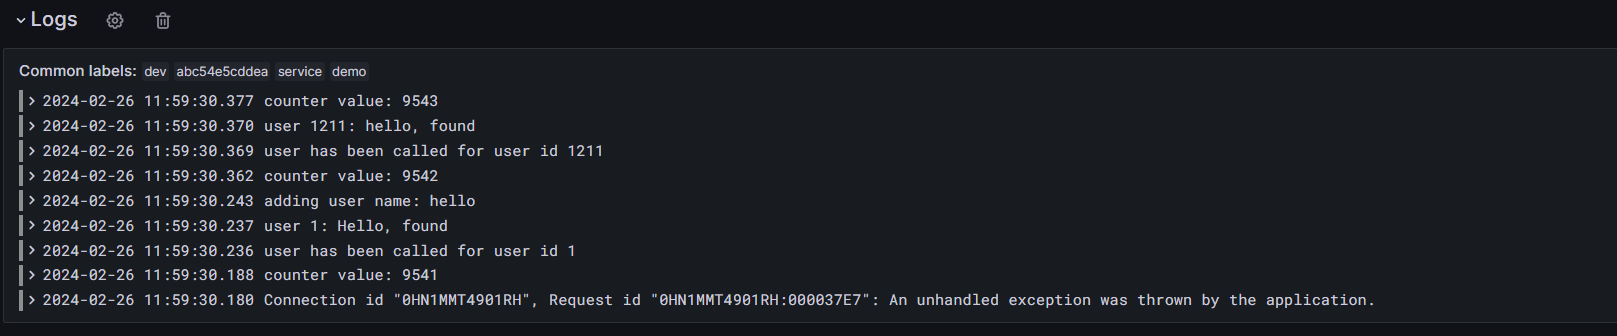 Logs
Common labels: dev abc54e5cddea service demo
2024-02-26 11:59:30.377 counter value: 9543
2024-02-26 11:59:30.370 user 1211: hello, found
2024-02-26 11:59:30.369 user has been called for user id 1211
2024-02-26 11:59:30.362 counter value: 9542
2024-02-26 11:59:30.243 adding user name: hello
2024-02-26 11:59:30.237 user 1: Hello, found
2024-02-26 11:59:30.236 user has been called for user id 1
2024-02-26 11:59:30.188 counter value: 9541
2024-02-26 11:59:30.180 Connection id "0HN1MMT4901RH", Request id "0HN1MMT4901RH:000037E7": An unhandled exception was thrown by the application.